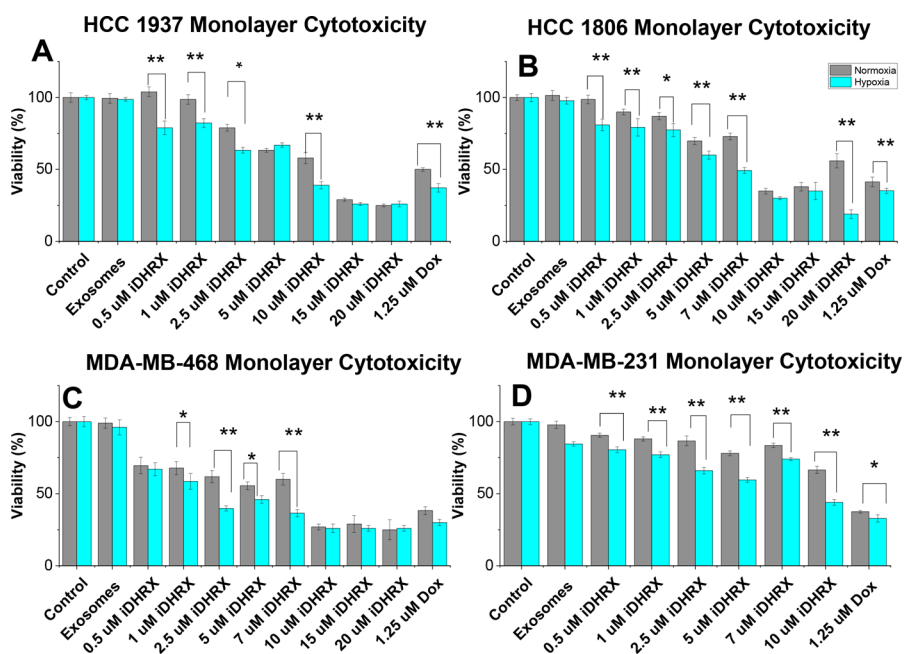 HCC 1937 Monolayer Cytotoxicity
A
** ** * ** **
Viability (%)
100
50
0
Control
Exosomes
0.5 uM iDHRX
1 uM iDHRX
2.5 uM iDHRX
5 uM iDHRX
10 uM iDHRX
15 uM iDHRX
20 uM iDHRX
1.25 uM Dox
HCC 1806 Monolayer Cytotoxicity
B
Normoxia
Hypoxia
** ** * ** ** ** **
Viability (%)
100
50
0
Control
Exosomes
0.5 uM iDHRX
1 uM iDHRX
2.5 uM iDHRX
5 uM iDHRX
7 uM iDHRX
10 uM iDHRX
15 uM iDHRX
20 uM iDHRX
1.25 uM Dox
MDA-MB-468 Monolayer Cytotoxicity
C
* ** * **
Viability (%)
100
50
0
Control
Exosomes
0.5 uM iDHRX
1 uM iDHRX
2.5 uM iDHRX
5 uM iDHRX
7 uM iDHRX
10 uM iDHRX
15 uM iDHRX
20 uM iDHRX
1.25 uM Dox
MDA-MB-231 Monolayer Cytotoxicity
D
** ** ** ** ** ** *
Viability (%)
100
50
0
Control
Exosomes
0.5 uM iDHRX
1 uM iDHRX
2.5 uM iDHRX
5 uM iDHRX
7 uM iDHRX
10 uM iDHRX
1.25 uM Dox